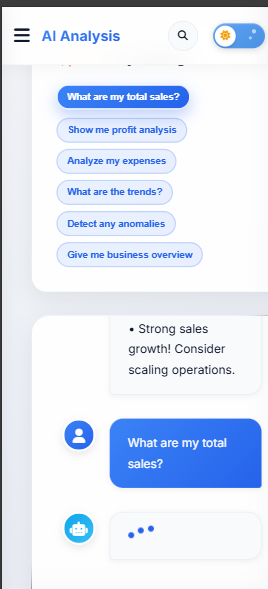 AI Analysis
What are my total sales?
Show me profit analysis
Analyze my expenses
What are the trends?
Detect any anomalies
Give me business overview
• Strong sales
growth! Consider
scaling operations.
What are my total
sales?